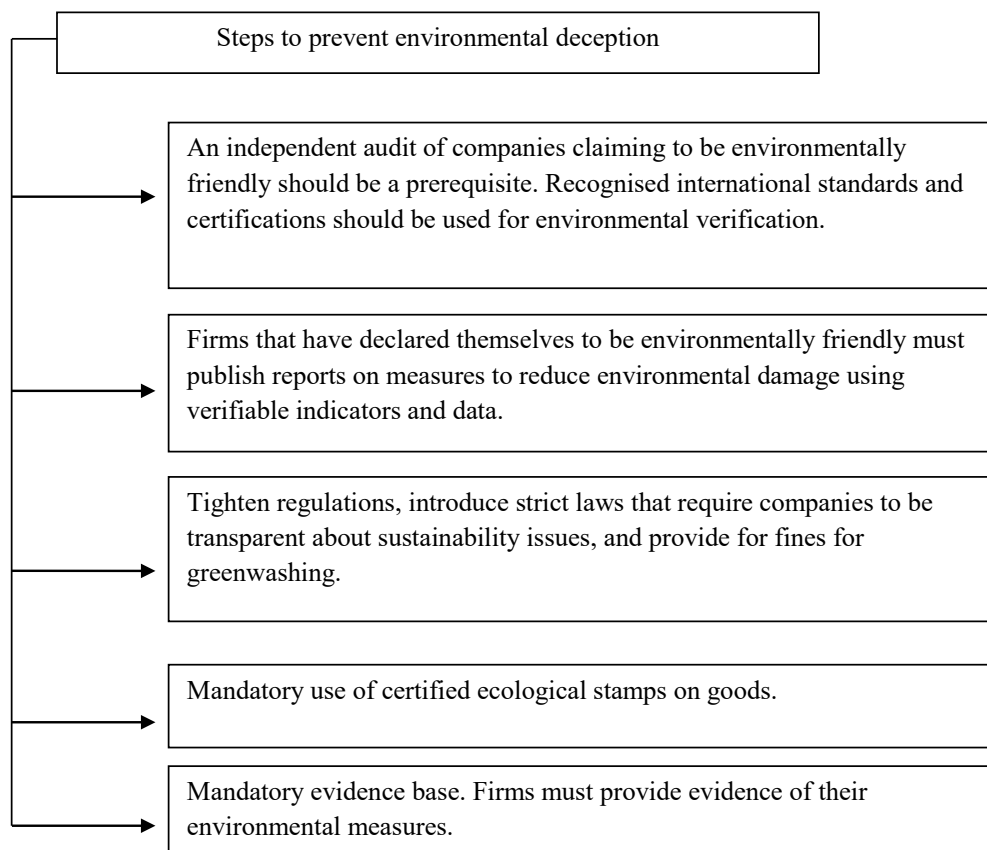 Steps to prevent environmental deception
An independent audit of companies claiming to be environmentally
friendly should be a prerequisite. Recognised international standards and
certifications should be used for environmental verification.
Firms that have declared themselves to be environmentally friendly must
publish reports on measures to reduce environmental damage using
verifiable indicators and data.
Tighten regulations, introduce strict laws that require companies to be
transparent about sustainability issues, and provide for fines for
greenwashing.
Mandatory use of certified ecological stamps on goods.
Mandatory evidence base. Firms must provide evidence of their
environmental measures.